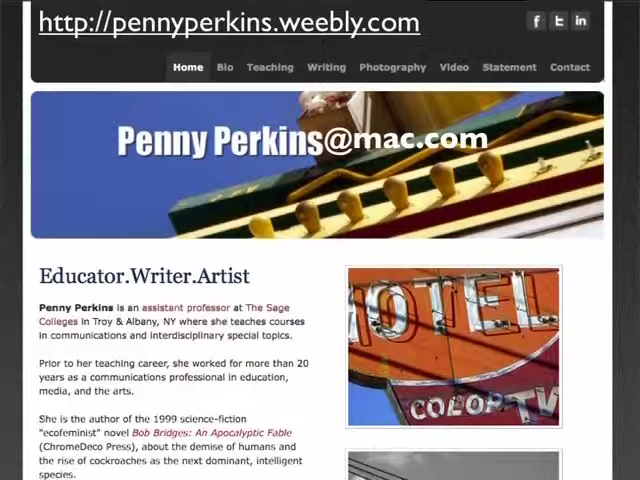 http://pennyperkins.weebly.com
f t in
Home Bio Teaching Writing Photography Video Statement Contact
Penny Perkins@mac.com
Educator.Writer.Artist
Penny Perkins is an assistant professor at The Sage
Colleges in Troy & Albany, NY where she teaches courses
in communications and interdisciplinary special topics.
Prior to her teaching career, she worked for more than 20
years as a communications professional in education,
media, and the arts.
She is the author of the 1999 science-fiction
"ecofeminist" novel Bob Bridges: An Apocalyptic Fable
(ChromeDeco Press), about the demise of humans and
the rise of cockroaches as the next dominant, intelligent
species.
HOTEL
COLOR TV